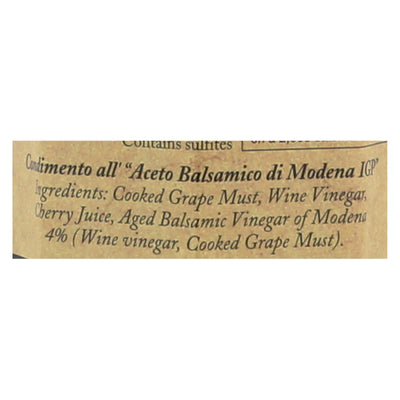 Contains sulfites
Condimento all' "Aceto Balsamico di Modena IGP"
Ingredients: Cooked Grape Must, Wine Vinegar,
Cherry Juice, Aged Balsamic Vinegar of Modena
4% (Wine vinegar, Cooked Grape Must).